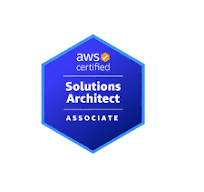 aws
certified
Solutions
Architect
ASSOCIATE